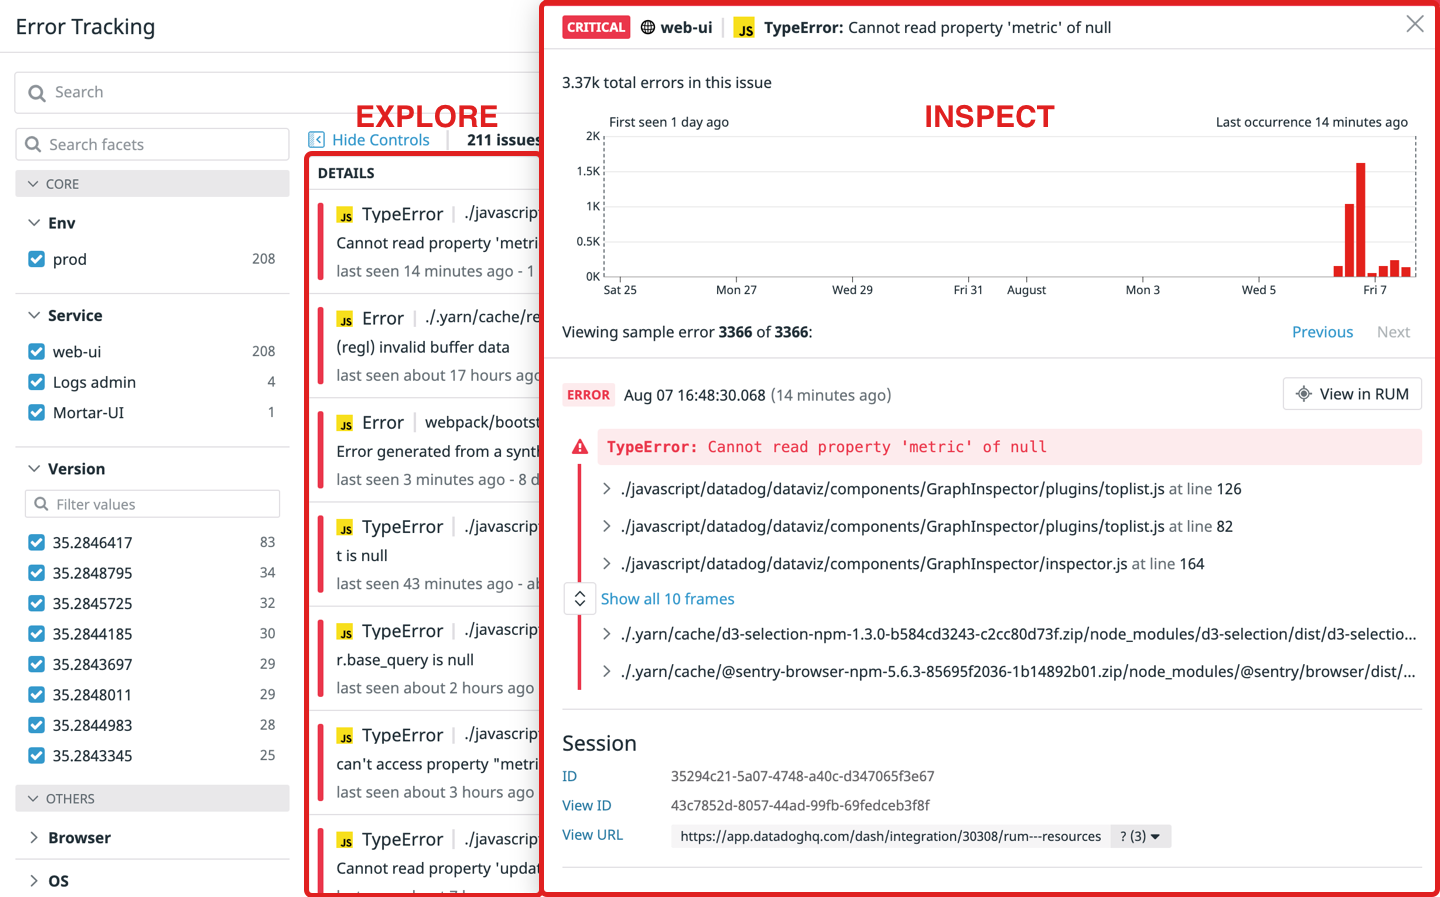 Error Tracking
Search
Search facets
CORE
Env
prod 208
Service
web-ui 208
Logs admin 4
Mortar-UI 1
Version
Filter values
35.2846417 83
35.2848795 34
35.2845725 32
35.2844185 30
35.2843697 29
35.2848011 29
35.2844983 28
35.2843345 25
OTHERS
Browser
OS
EXPLORE
Hide Controls 211 issues
DETAILS
JS TypeError ./javascrip
Cannot read property 'metri
last seen 14 minutes ago - 1
JS Error ./.yarn/cache/re
(regl) invalid buffer data
last seen about 17 hours ago
JS Error webpack/bootst
Error generated from a synt
last seen 3 minutes ago - 8 d
JS TypeError ./javascrip
t is null
last seen 43 minutes ago - ab
JS TypeError ./javascrip
r.base_query is null
last seen about 2 hours ago
JS TypeError ./javascrip
can't access property "metri
last seen about 3 hours ago
JS TypeError ./javascrip
Cannot read property 'updat
CRITICAL web-ui JS TypeError: Cannot read property 'metric' of null
3.37k total errors in this issue
INSPECT
First seen 1 day ago Last occurrence 14 minutes ago
2K
1.5K
1K
0.5K
0K
Sat 25 Mon 27 Wed 29 Fri 31 August Mon 3 Wed 5 Fri 7
Viewing sample error 3366 of 3366: Previous Next
ERROR Aug 07 16:48:30.068 (14 minutes ago) View in RUM
TypeError: Cannot read property 'metric' of null
./javascript/datadog/dataviz/components/GraphInspector/plugins/toplist.js at line 126
./javascript/datadog/dataviz/components/GraphInspector/plugins/toplist.js at line 82
./javascript/datadog/dataviz/components/GraphInspector/inspector.js at line 164
Show all 10 frames
./.yarn/cache/d3-selection-npm-1.3.0-b584cd3243-c2cc80d73f.zip/node_modules/d3-selection/dist/d3-selectio...
./.yarn/cache/@sentry-browser-npm-5.6.3-85695f2036-1b14892b01.zip/node_modules/@sentry/browser/dist/...
Session
ID 35294c21-5a07-4748-a40c-d347065f3e67
View ID 43c7852d-8057-44ad-99fb-69fedceb3f8f
View URL https://app.datadoghq.com/dash/integration/30308/rum---resources ? (3)